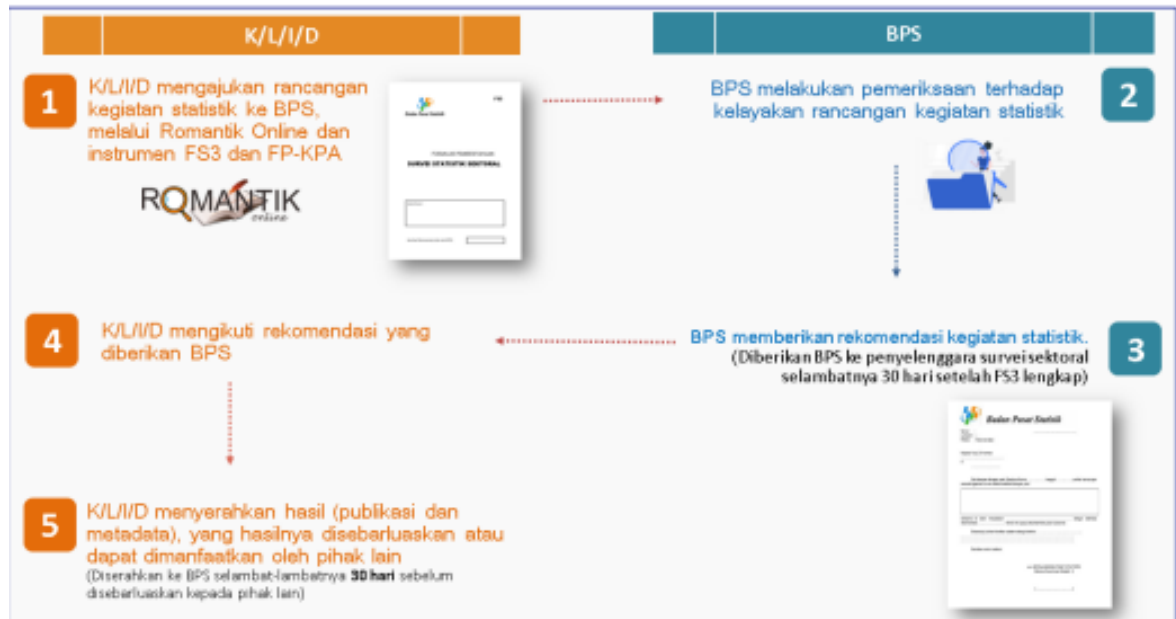 K/L/I/D
BPS
1
K/L/I/D mengajukan rancangan
kegiatan statistik ke BPS,
melalui Romantik Online dan
instrumen FS3 dan FP-KPA
ROMANTIK
online
SURVEI STATISTIK SEKTORAL
BPS melakukan pemeriksaan terhadap
kelayakan rancangan kegiatan statistik
2
4
K/L/I/D mengikuti rekomendasi yang
diberikan BPS
BPS memberikan rekomendasi kegiatan statistik.
(Diberikan BPS ke penyelenggara survei sektoral
selambatnya 30 hari setelah FS3 lengkap)
3
Badan Pusat Statistik
5
K/L/I/D menyerahkan hasil (publikasi dan
metadata), yang hasilnya disebarluaskan atau
dapat dimanfaatkan oleh pihak lain
(Diserahkan ke BPS selambat-lambatnya 30 hari sebelum
disebarluaskan kepada pihak lain)